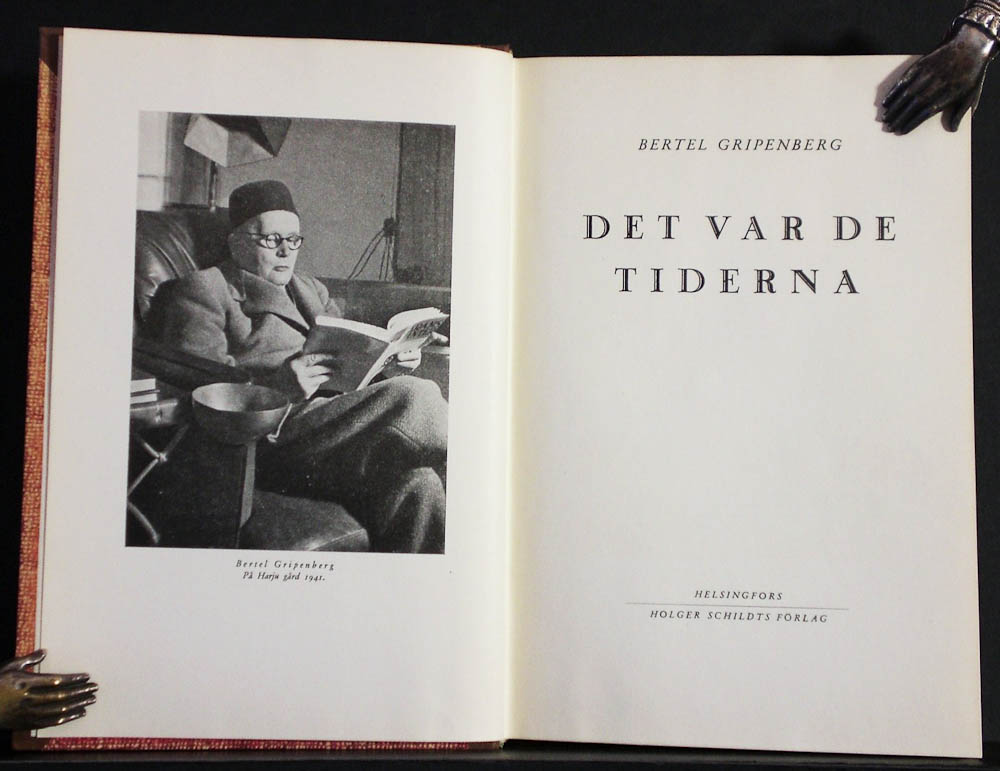 Bertel Gripenberg
På Harju gård 1941.
BERTEL GRIPENBERG
DET VAR DE
TIDERNA
HELSINGFORS
HOLGER SCHILDTS FÖRLAG